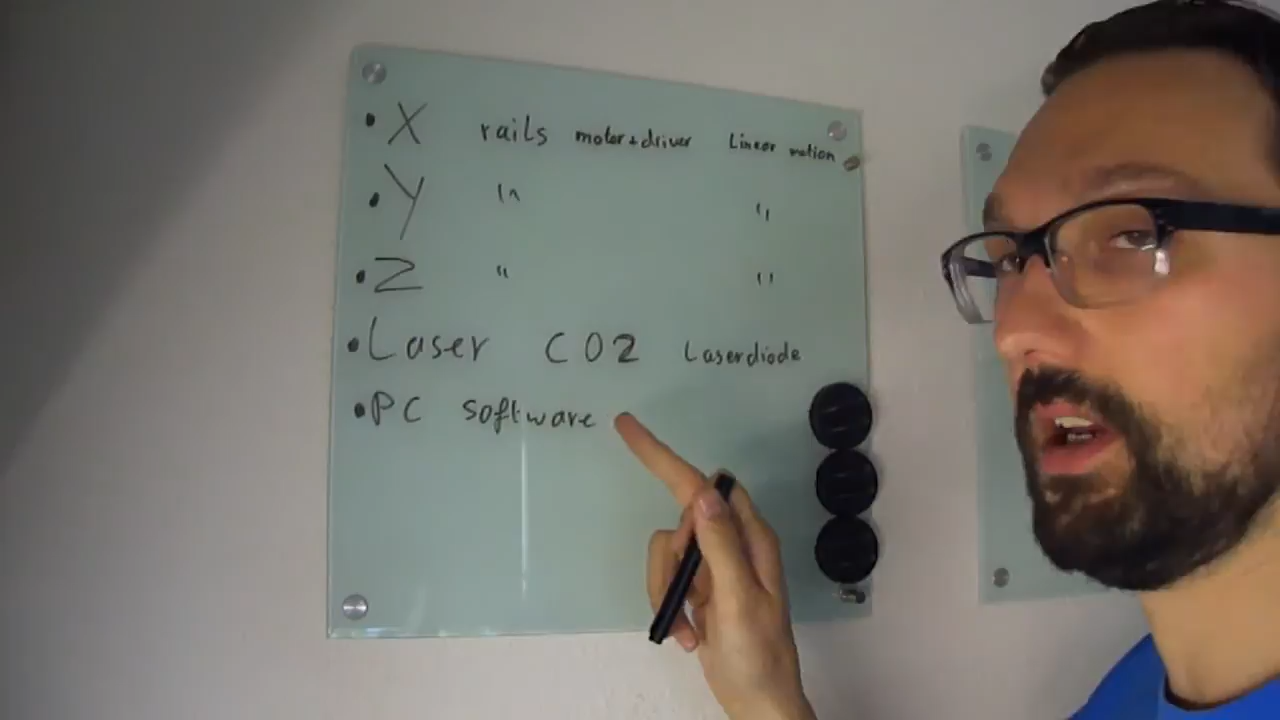 • X rails motor+driver Linear motion
• Y " "
• Z " "
• Laser CO2 Laserdiode
• PC software